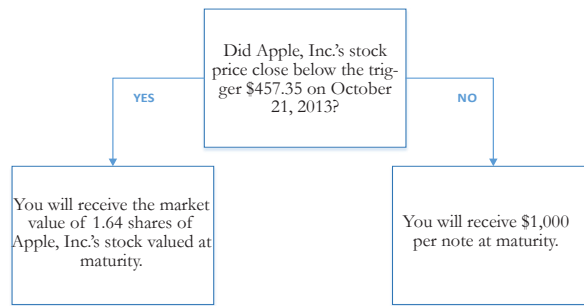 Did Apple, Inc.'s stock
price close below the trig-
ger $457.35 on October
21, 2013?
YES
NO
You will receive the market
value of 1.64 shares of
Apple, Inc.'s stock valued at
maturity.
You will receive $1,000
per note at maturity.